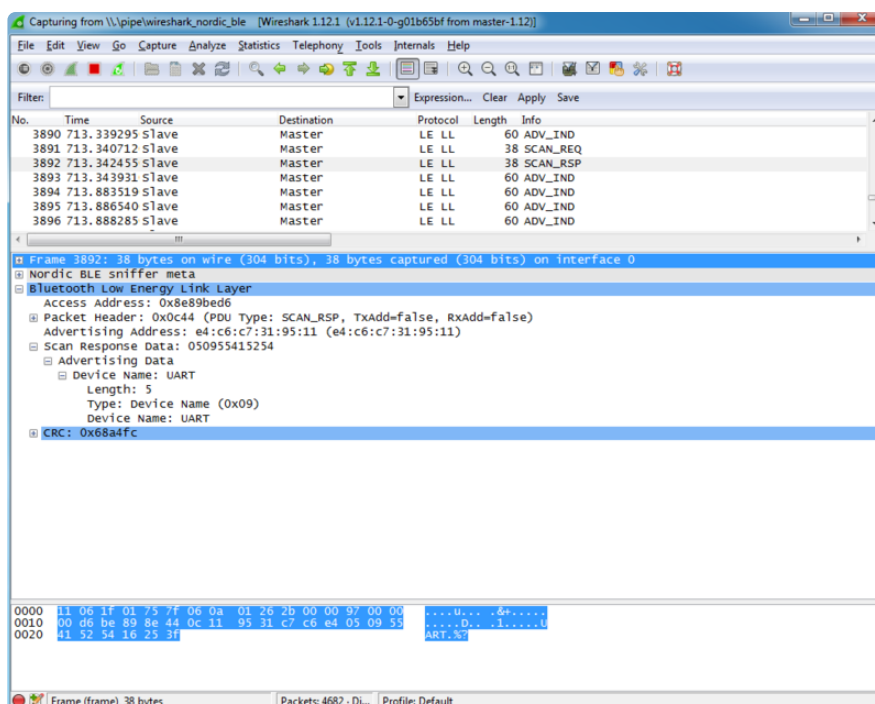 Capturing from \\.\pipe\wireshark_nordic_ble [Wireshark 1.12.1 (v1.12.1-0-g01b65bf from master-1.12)]
File Edit View Go Capture Analyze Statistics Telephony Tools Internals Help
Filter: Expression... Clear Apply Save
No. Time Source Destination Protocol Length Info
3890 713.339295 Slave Master LE LL 60 ADV_IND
3891 713.340712 Slave Master LE LL 38 SCAN_REQ
3892 713.342455 Slave Master LE LL 38 SCAN_RSP
3893 713.343931 Slave Master LE LL 60 ADV_IND
3894 713.883519 Slave Master LE LL 60 ADV_IND
3895 713.886540 Slave Master LE LL 60 ADV_IND
3896 713.888285 Slave Master LE LL 60 ADV_IND
Frame 3892: 38 bytes on wire (304 bits), 38 bytes captured (304 bits) on interface 0
Nordic BLE sniffer meta
Bluetooth Low Energy Link Layer
Access Address: 0x8e89bed6
Packet Header: 0x0c44 (PDU Type: SCAN_RSP, TxAdd=false, RxAdd=false)
Advertising Address: e4:c6:c7:31:95:11 (e4:c6:c7:31:95:11)
Scan Response Data: 050955415254
Advertising Data
Device Name: UART
Length: 5
Type: Device Name (0x09)
Device Name: UART
CRC: 0x68a4fc
0000 11 06 1f 01 75 7f 06 0a 01 26 2b 00 00 97 00 00 ....u... .&+.....
0010 00 d6 be 89 8e 44 0c 11 95 31 c7 c6 e4 05 09 55 .....D.. .1.....U
0020 41 52 54 16 25 3f ART.%?
Frame (frame), 38 bytes Packets: 4682 · Di... Profile: Default